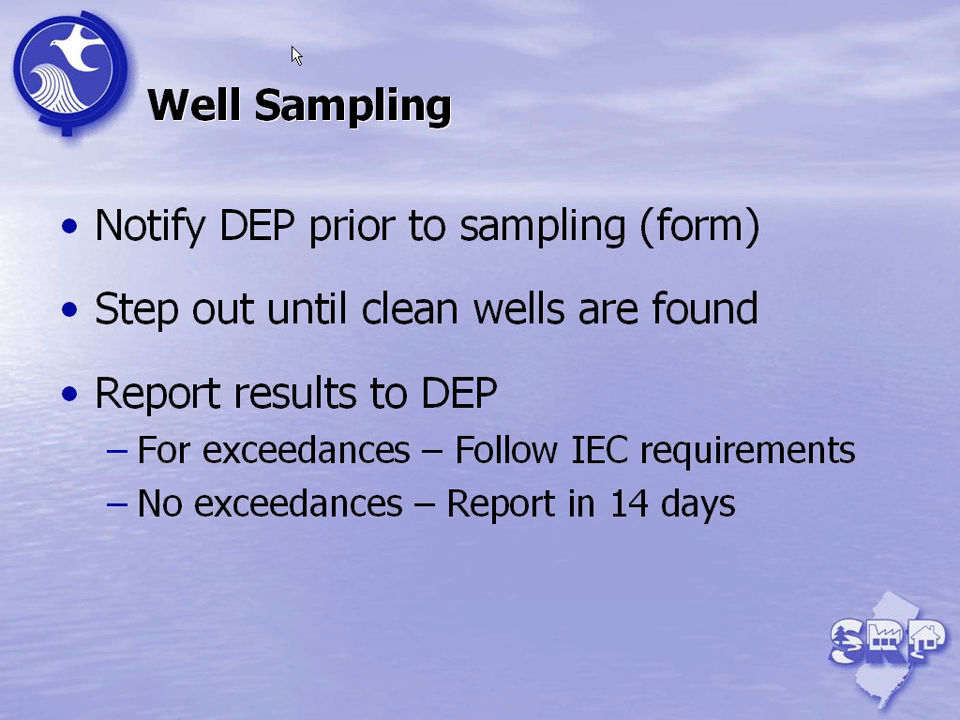 Well Sampling
• Notify DEP prior to sampling (form)
• Step out until clean wells are found
• Report results to DEP
– For exceedances – Follow IEC requirements
– No exceedances – Report in 14 days
SRP